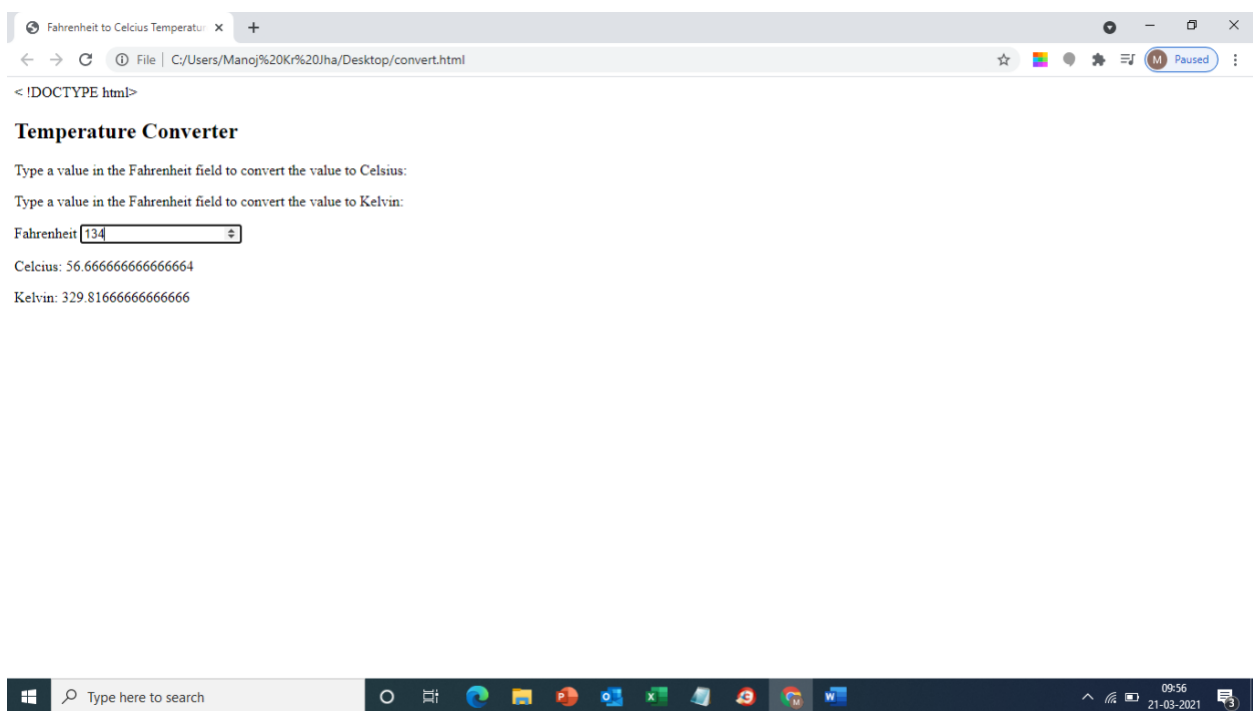 Fahrenheit to Celcius Temperatur
File C:/Users/Manoj%20Kr%20Jha/Desktop/convert.html
M Paused
< !DOCTYPE html>
Temperature Converter
Type a value in the Fahrenheit field to convert the value to Celsius:
Type a value in the Fahrenheit field to convert the value to Kelvin:
Fahrenheit 134
Celcius: 56.666666666666664
Kelvin: 329.81666666666666
Type here to search
09:56
21-03-2021
3